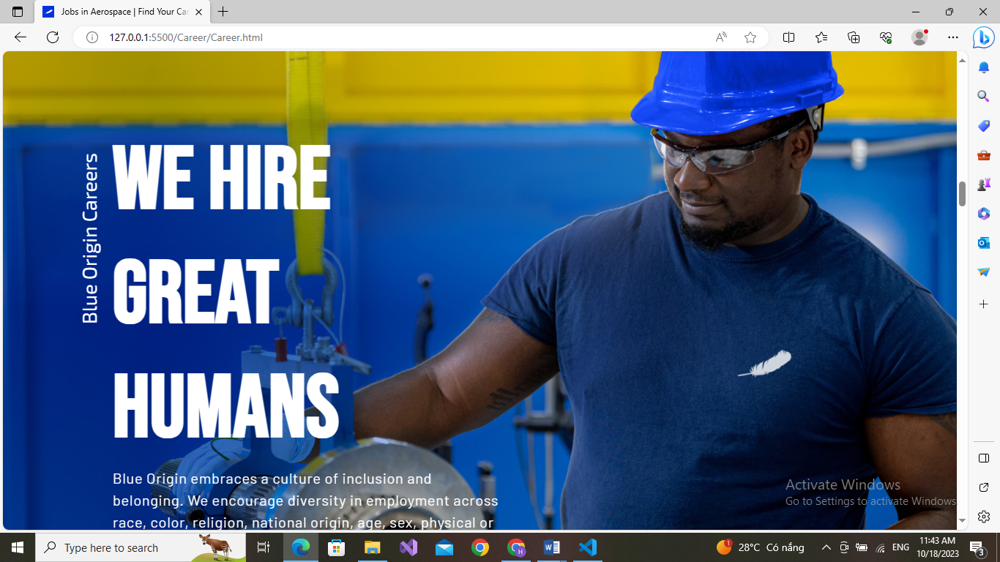 Jobs in Aerospace | Find Your Car
127.0.0.1:5500/Career/Career.html
Blue Origin Careers
WE HIRE
GREAT
HUMANS
Blue Origin embraces a culture of inclusion and
belonging. We encourage diversity in employment across
race, color, religion, national origin, age, sex, physical or
Activate Windows
Go to Settings to activate Windows
Type here to search
1
28°C Có nắng
ENG
11:43 AM
10/18/2023
3